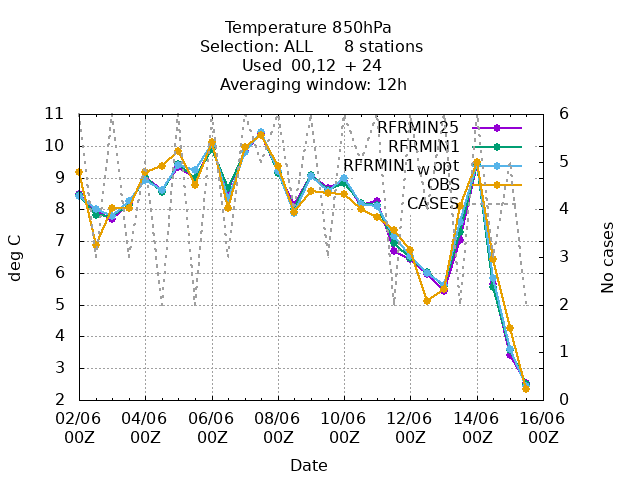 Temperature 850hPa
Selection: ALL 8 stations
Used 00,12 + 24
Averaging window: 12h
11
10
9
8
7
6
5
4
3
2
6
5
4
3
2
1
0
deg C
No cases
RFRMIN25
RFRMIN1
RFRMIN1_W_opt
OBS
CASES
02/06 04/06 06/06 08/06 10/06 12/06 14/06 16/06
00Z 00Z 00Z 00Z 00Z 00Z 00Z 00Z
Date